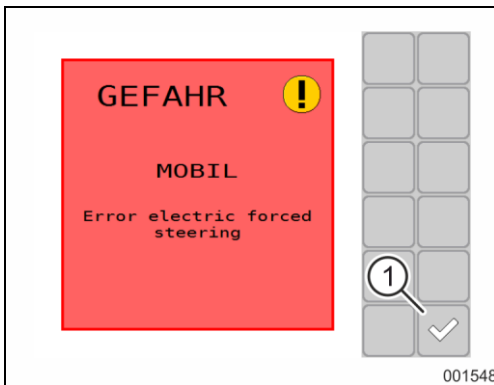 GEFAHR
MOBIL
Error electric forced
steering
1
001548